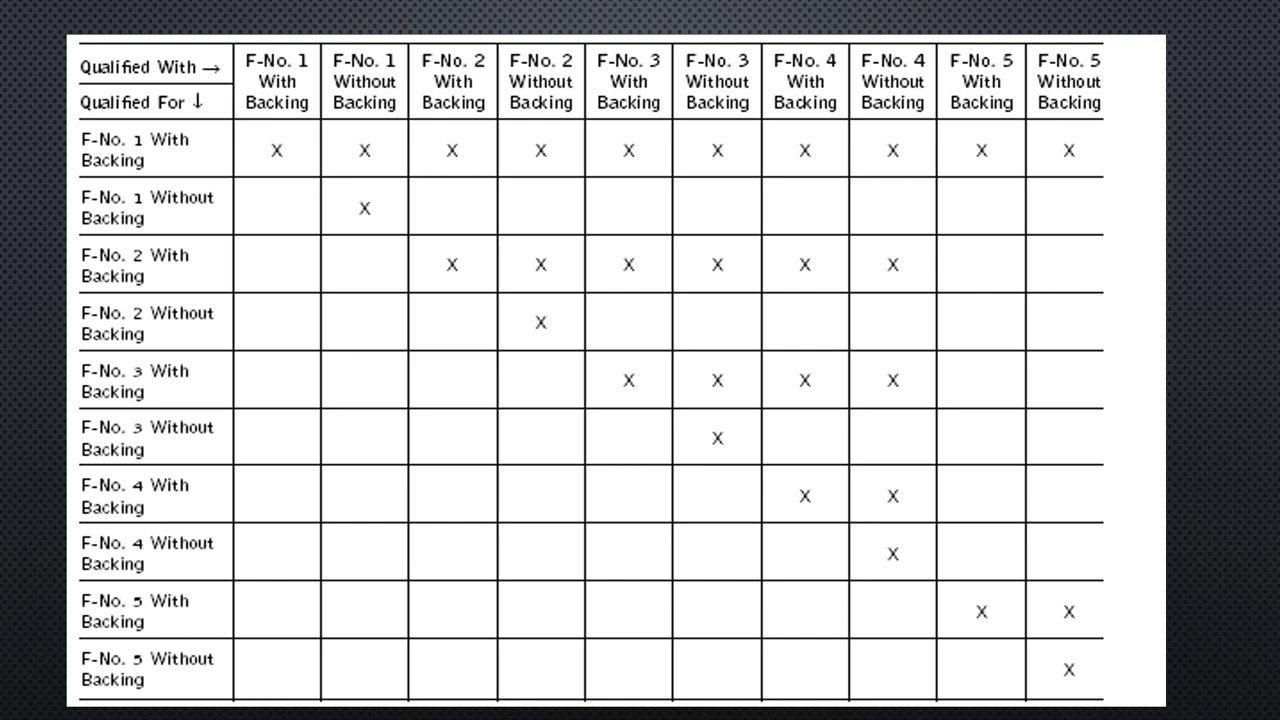 Qualified With → F-No. 1 With Backing F-No. 1 Without Backing F-No. 2 With Backing F-No. 2 Without Backing F-No. 3 With Backing F-No. 3 Without Backing F-No. 4 With Backing F-No. 4 Without Backing F-No. 5 With Backing F-No. 5 Without Backing
Qualified For ↓
F-No. 1 With
Backing X X X X X X X X X X
F-No. 1 Without
Backing X
F-No. 2 With
Backing X X X X X X
F-No. 2 Without
Backing X
F-No. 3 With
Backing X X X X
F-No. 3 Without
Backing X
F-No. 4 With
Backing X X
F-No. 4 Without
Backing X
F-No. 5 With
Backing X X
F-No. 5 Without
Backing X